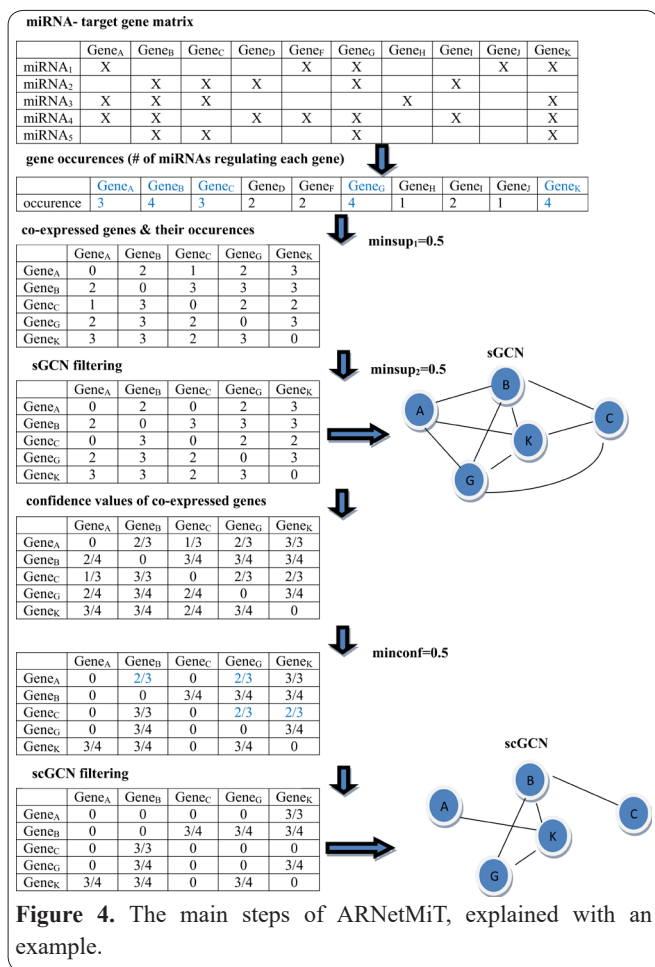 miRNA- target gene matrix
GeneA GeneB GeneC GeneD GeneF GeneG GeneH GeneI GeneJ GeneK
miRNA1 X X X X X
miRNA2 X X X X X
miRNA3 X X X X X
miRNA4 X X X X X X X
miRNA5 X X X X
gene occurences (# of miRNAs regulating each gene)
GeneA GeneB GeneC GeneD GeneF GeneG GeneH GeneI GeneJ GeneK
occurence 3 4 3 2 2 4 1 2 1 4
co-expressed genes & their occurences
minsup1=0.5
GeneA GeneB GeneC GeneG GeneK
GeneA 0 2 1 2 3
GeneB 2 0 3 3 3
GeneC 1 3 0 2 2
GeneG 2 3 2 0 3
GeneK 3 3 2 3 0
sGCN filtering
minsup2=0.5
sGCN
GeneA GeneB GeneC GeneG GeneK
GeneA 0 2 0 2 3
GeneB 2 0 3 3 3
GeneC 0 3 0 2 2
GeneG 2 3 2 0 3
GeneK 3 3 2 3 0
B
A
C
K
G
confidence values of co-expressed genes
GeneA GeneB GeneC GeneG GeneK
GeneA 0 2/3 1/3 2/3 3/3
GeneB 2/4 0 3/4 3/4 3/4
GeneC 1/3 3/3 0 2/3 2/3
GeneG 2/4 3/4 2/4 0 3/4
GeneK 3/4 3/4 2/4 3/4 0
minconf=0.5
GeneA GeneB GeneC GeneG GeneK
GeneA 0 2/3 0 2/3 3/3
GeneB 0 0 3/4 3/4 3/4
GeneC 0 3/3 0 2/3 2/3
GeneG 0 3/4 0 0 3/4
GeneK 3/4 3/4 0 3/4 0
scGCN filtering
scGCN
GeneA GeneB GeneC GeneG GeneK
GeneA 0 0 0 0 3/3
GeneB 0 0 3/4 3/4 3/4
GeneC 0 3/3 0 0 0
GeneG 0 3/4 0 0 3/4
GeneK 3/4 3/4 0 3/4 0
B
A
C
K
G
Figure 4. The main steps of ARNetMiT, explained with an
example.